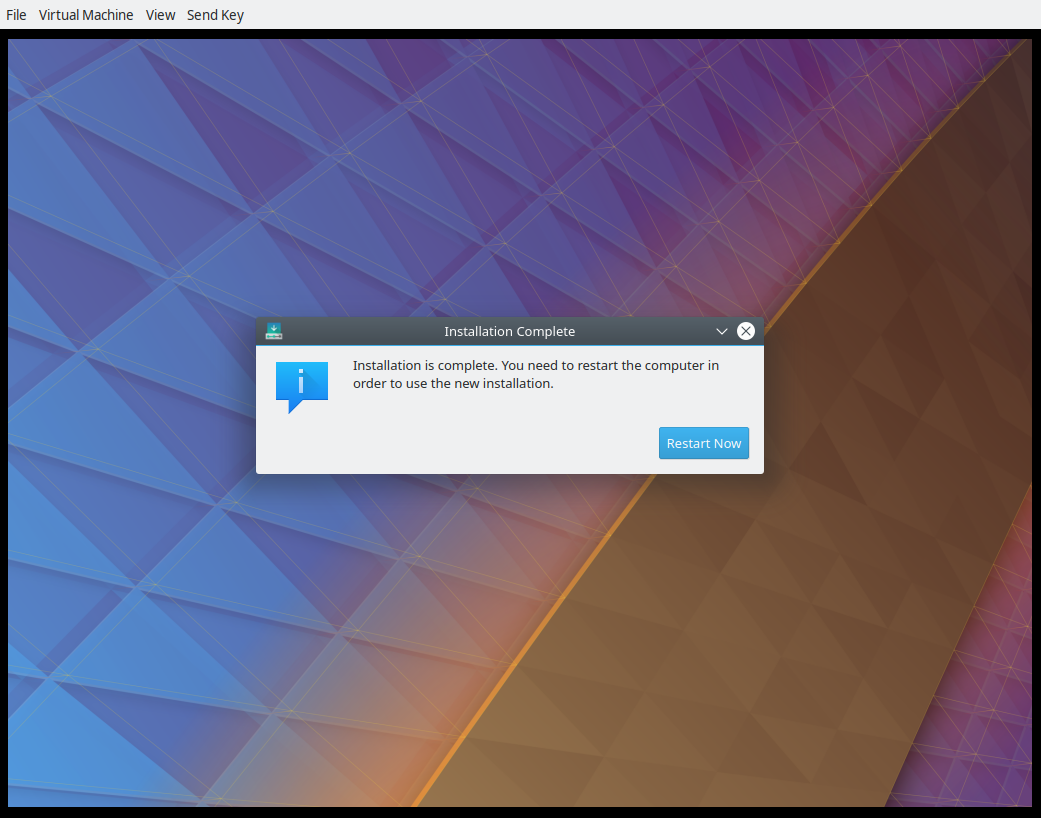 File Virtual Machine View Send Key
Installation Complete
Installation is complete. You need to restart the computer in
order to use the new installation.
Restart Now